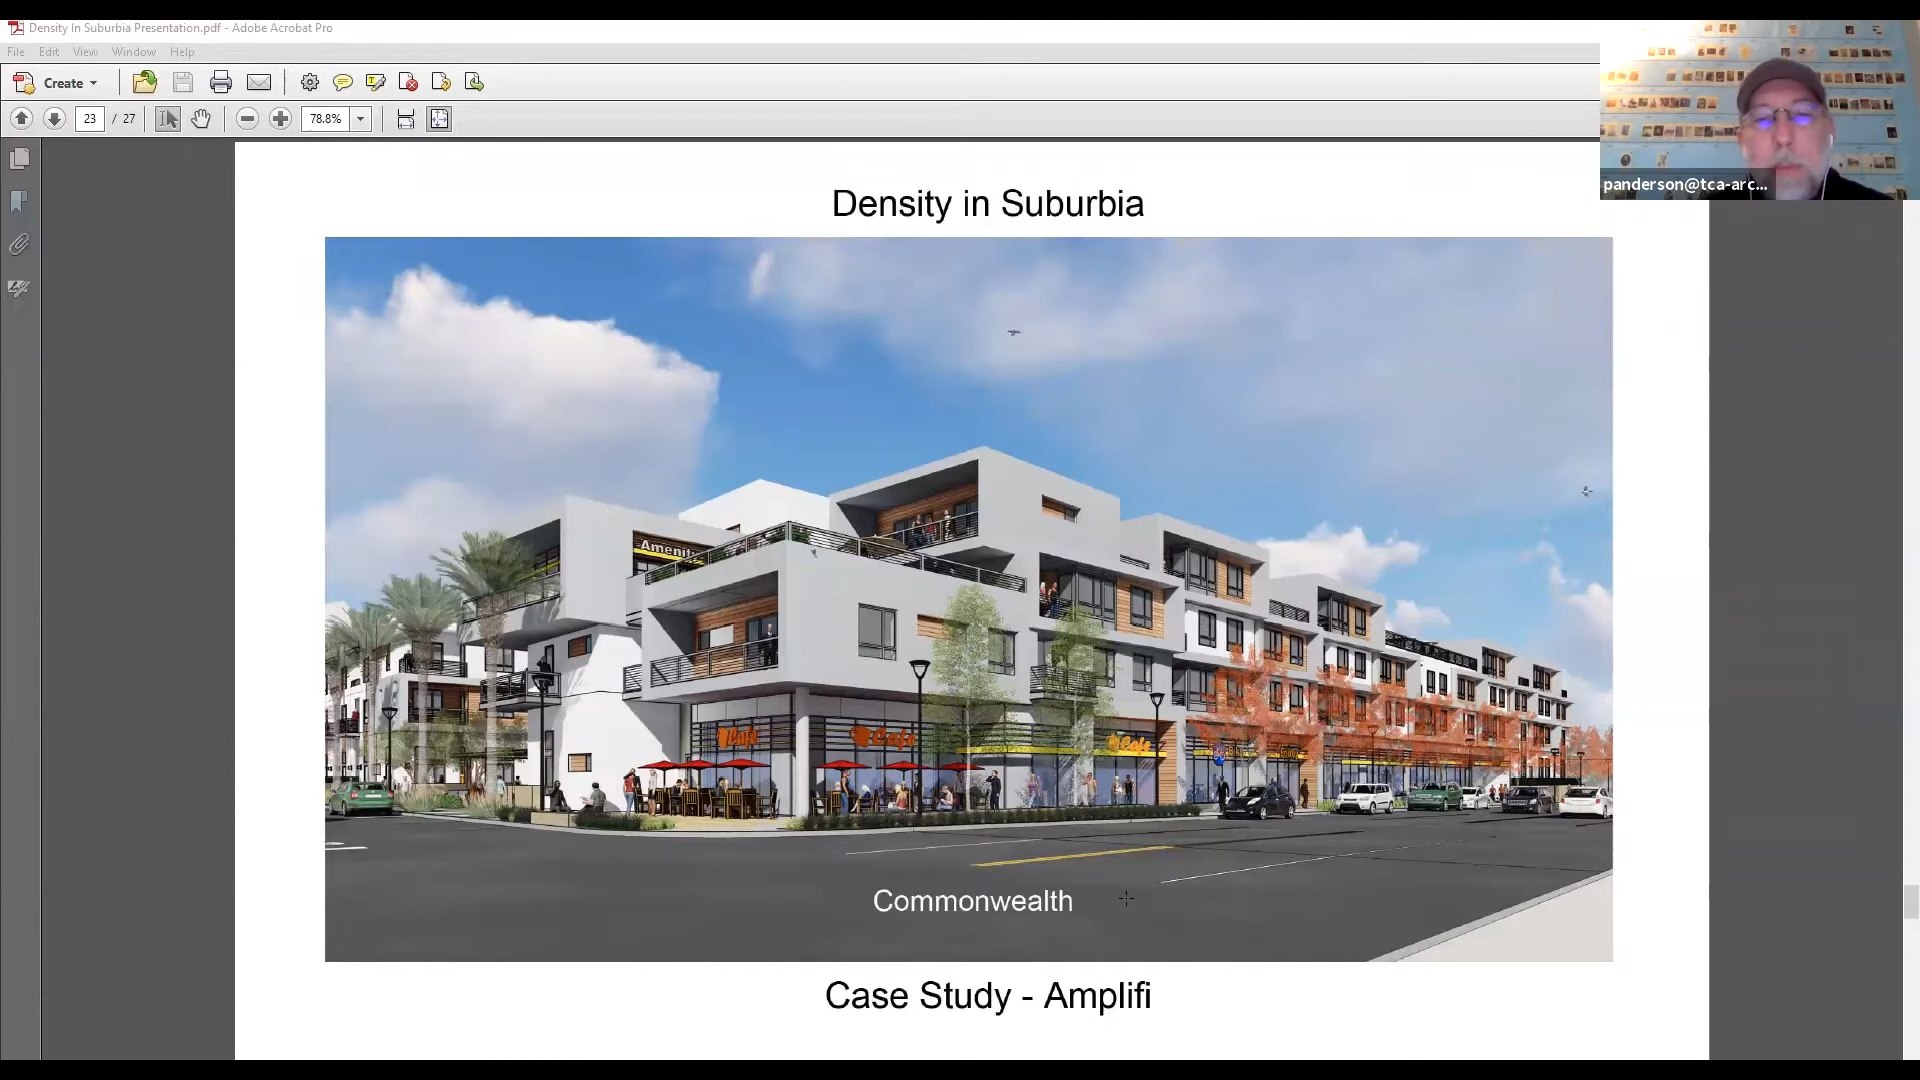 Density In Suburbia Presentation.pdf - Adobe Acrobat Pro
File Edit View Window Help
Create
23 / 27 78.8%
panderson@tca-arc...
Density in Suburbia
Amenity
Cafe Cafe Cafe
Commonwealth
Case Study - Amplifi